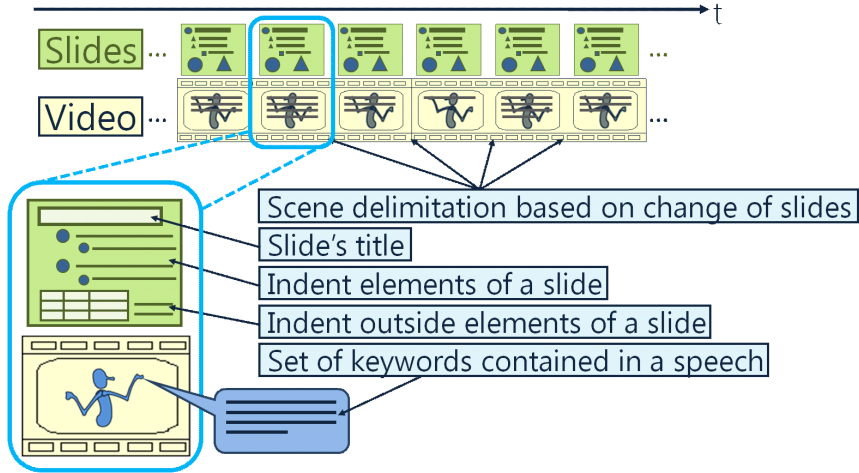 t
Slides ... ...
Video ... ...
Scene delimitation based on change of slides
Slide's title
Indent elements of a slide
Indent outside elements of a slide
Set of keywords contained in a speech